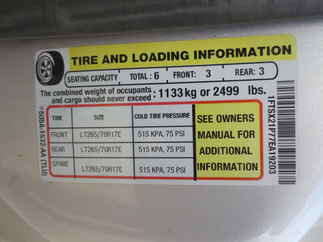 TIRE AND LOADING INFORMATION
SEATING CAPACITY TOTAL : 6 FRONT: 3 REAR: 3
The combined weight of occupants
and cargo should never exceed : 1133 kg or 2499 lbs.
TIRE SIZE COLD TIRE PRESSURE
FRONT LT265/70R17E 515 KPA, 75 PSI
REAR LT265/70R17E 515 KPA, 75 PSI
SPARE LT265/70R17E 515 KPA, 75 PSI
SEE OWNERS
MANUAL FOR
ADDITIONAL
INFORMATION
1FTSX21P77EA19203